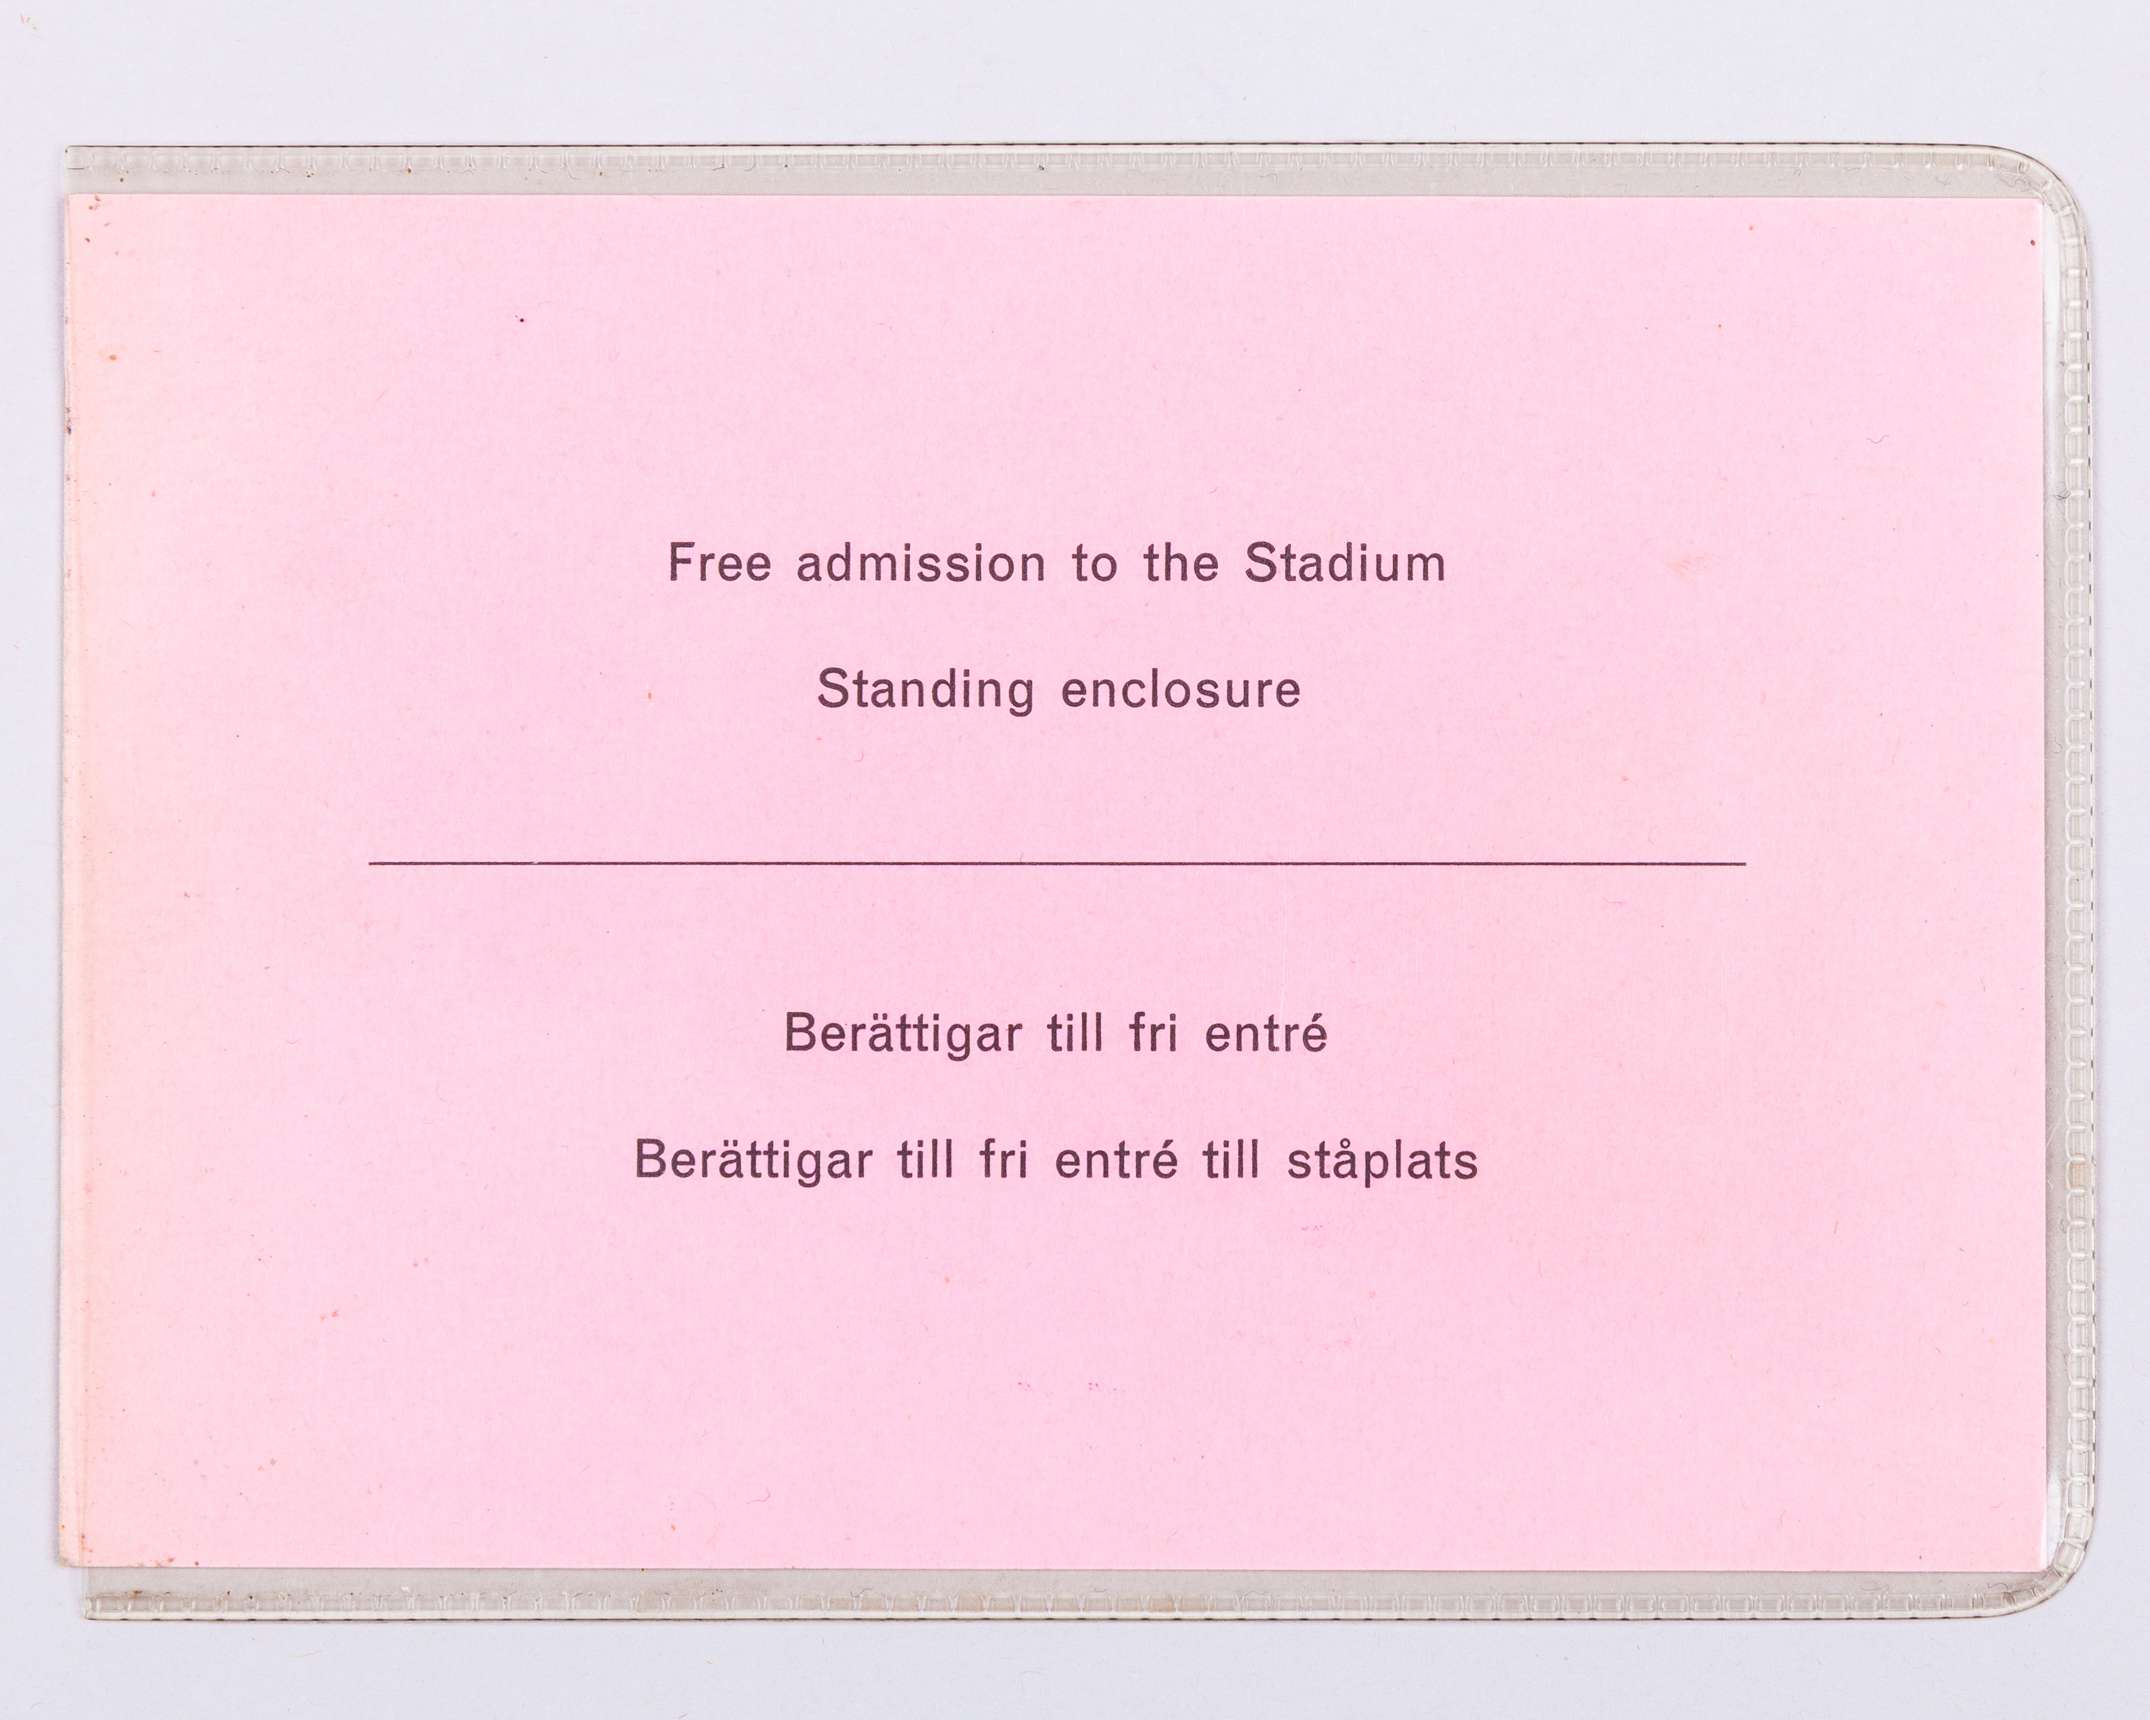 Free admission to the Stadium
Standing enclosure
Berättigar till fri entré
Berättigar till fri entré till ståplats